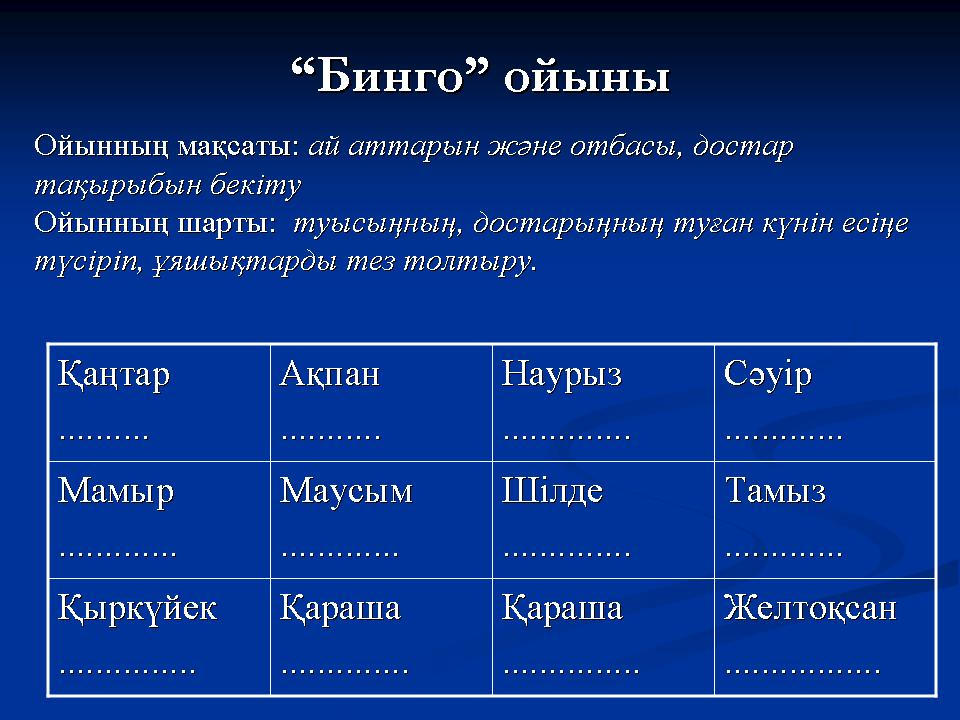 “Бинго” ойыны
Ойынның мақсаты: ай аттарын және отбасы, достар
тақырыбын бекіту
Ойынның шарты:  туысыңның, достарыңның туған күнін есіңе
түсіріп, ұяшықтарды тез толтыру.
Қаңтар Ақпан Наурыз Сәуір
.......... ........... .............. .............
Мамыр Маусым Шілде Тамыз
............. ............. .............. .............
Қыркүйек Қараша Қараша Желтоқсан
............... .............. ............... .................